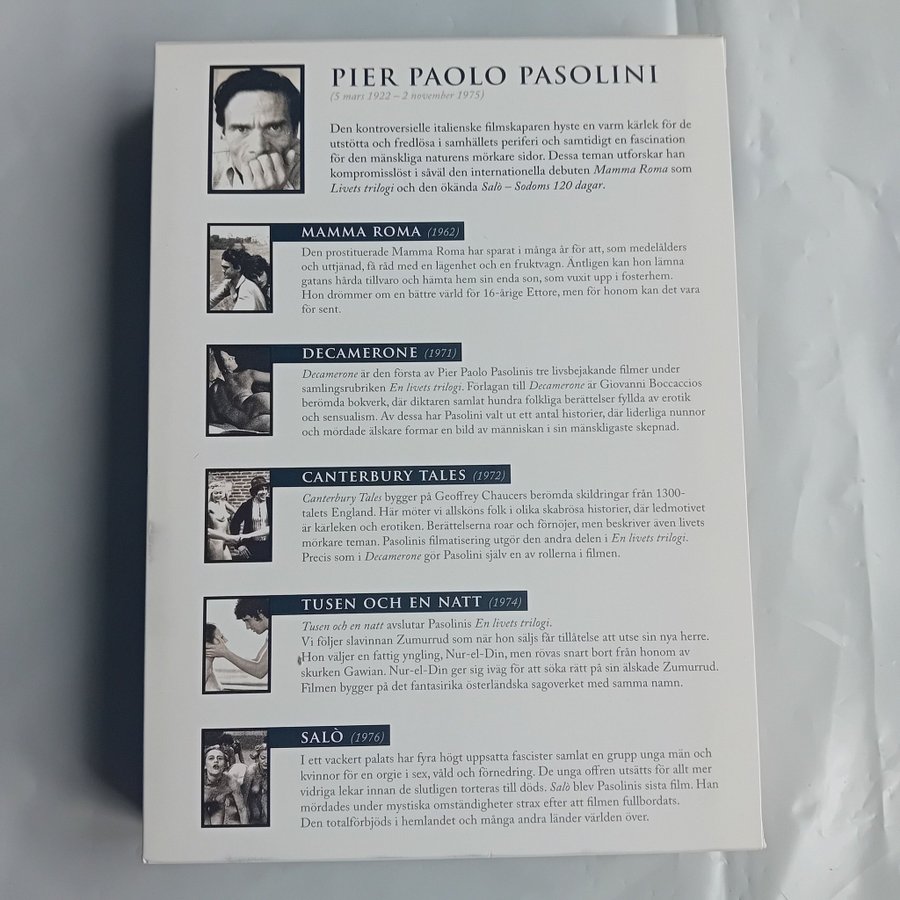 PIER PAOLO PASOLINI
(5 mars 1922 – 2 november 1975)
Den kontroversielle italienske filmskaparen hyste en varm kärlek för de
utstötta och fredlösa i samhällets periferi och samtidigt en fascination
för den mänskliga naturens mörkare sidor. Dessa teman utforskar han
kompromisslöst i såväl den internationella debuten Mamma Roma som
Livets trilogi och den ökända Salò – Sodoms 120 dagar.
MAMMA ROMA (1962)
Den prostituerade Mamma Roma har sparat i många år för att, som medelålders
och uttjänad, få råd med en lägenhet och en fruktvagn. Äntligen kan hon lämna
gatans hårda tillvaro och hämta hem sin enda son, som vuxit upp i fosterhem.
Hon drömmer om en bättre värld för 16-årige Ettore, men för honom kan det vara
för sent.
DECAMERONE (1971)
Decamerone är den första av Pier Paolo Pasolinis tre livsbejakande filmer under
samlingsrubriken En livets trilogi. Förlagan till Decamerone är Giovanni Boccaccios
berömda bokverk, där diktaren samlat hundra folkliga berättelser fyllda av erotik
och sensualism. Av dessa har Pasolini valt ut ett antal historier, där liderliga nunnor
och mördade älskare formar en bild av människan i sin mänskligaste skepnad.
CANTERBURY TALES (1972)
Canterbury Tales bygger på Geoffrey Chaucers berömda skildringar från 1300-
talets England. Här möter vi allsköns folk i olika skabrösa historier, där ledmotivet
är kärleken och erotiken. Berättelserna roar och förnöjer, men beskriver även livets
mörkare teman. Pasolinis filmatisering utgör den andra delen i En livets trilogi.
Precis som i Decamerone gör Pasolini själv en av rollerna i filmen.
TUSEN OCH EN NATT (1974)
Tusen och en natt avslutar Pasolinis En livets trilogi.
Vi följer slavinnan Zumurrud som när hon säljs får tillåtelse att utse sin nya herre.
Hon väljer en fattig yngling, Nur-el-Din, men rövas snart bort från honom av
skurken Gawian. Nur-el-Din ger sig iväg för att söka rätt på sin älskade Zumurrud.
Filmen bygger på det fantasirika österländska sagoverket med samma namn.
SALÒ (1976)
I ett vackert palats har fyra högt uppsatta fascister samlat en grupp unga män och
kvinnor för en orgie i sex, våld och förnedring. De unga offren utsätts för allt mer
vidriga lekar innan de slutligen torteras till döds. Salò blev Pasolinis sista film. Han
mördades under mystiska omständigheter strax efter att filmen fullbordats.
Den totalförbjöds i hemlandet och många andra länder världen över.